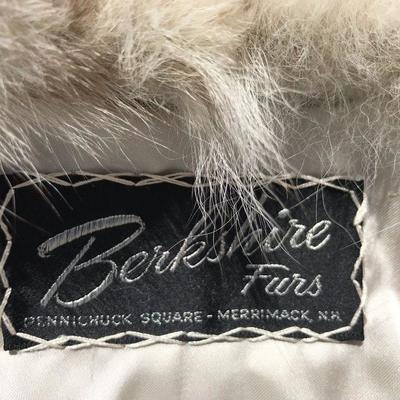 Berkshire
Furs
PENNICHUCK SQUARE - MERRIMACK, N.H.